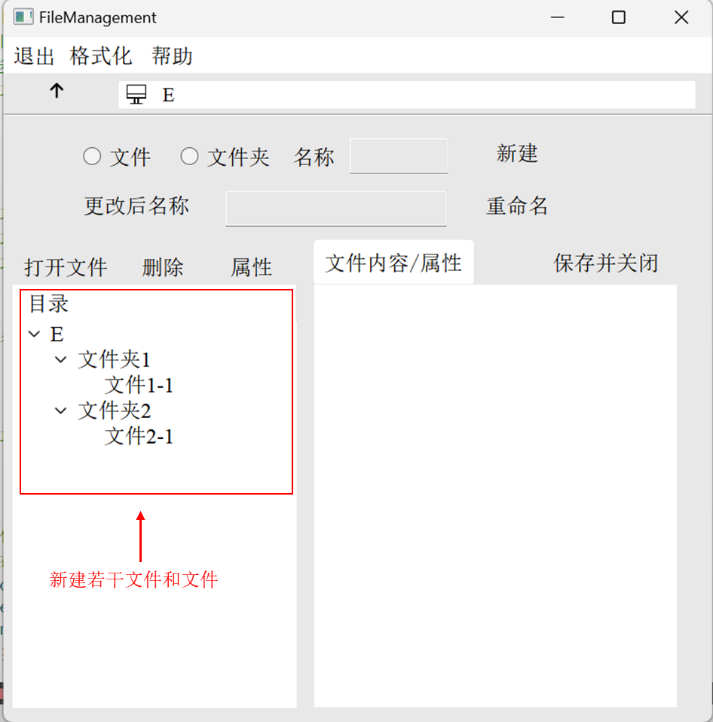 FileManagement
退出 格式化 帮助
E
文件 文件夹 名称 新建
更改后名称 重命名
打开文件 删除 属性 文件内容/属性 保存并关闭
目录
E
文件夹1
文件1-1
文件夹2
文件2-1
新建若干文件和文件